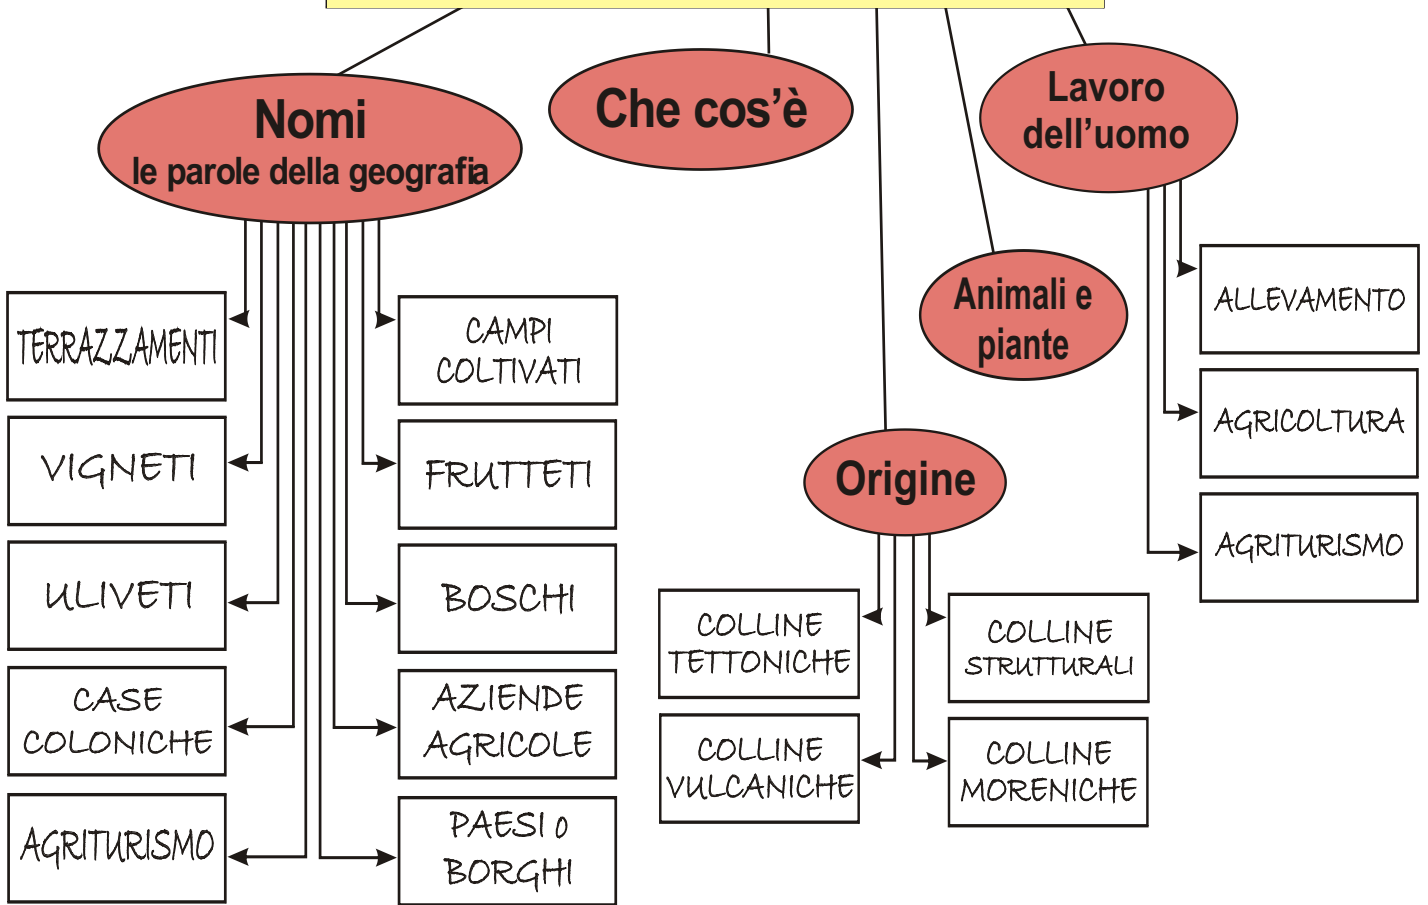 Nomi
le parole della geografia
Che cos'è
Lavoro
dell'uomo
Animali e
piante
Origine
TERRAZZAMENTI
VIGNETI
ULIVETI
CASE
COLONICHE
AGRITURISMO
CAMPI
COLTIVATI
FRUTTETI
BOSCHI
AZIENDE
AGRICOLE
PAESI o
BORGHI
COLLINE
TETTONICHE
COLLINE
VULCANICHE
COLLINE
STRUTTURALI
COLLINE
MORENICHE
ALLEVAMENTO
AGRICOLTURA
AGRITURISMO